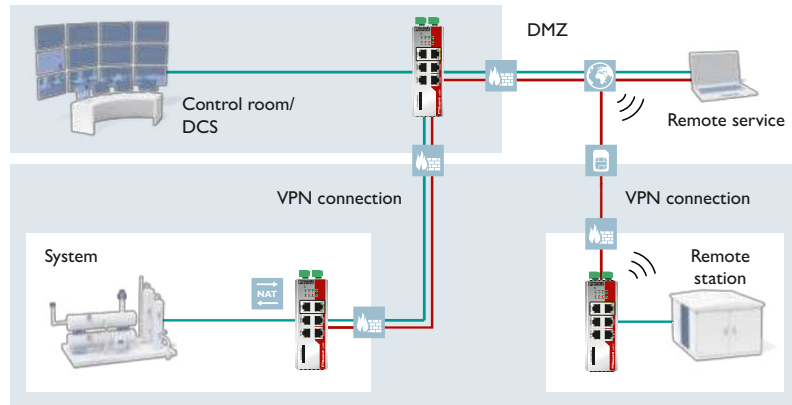 DMZ
Control room/
DCS
Remote service
VPN connection
VPN connection
System
NAT
Remote
station